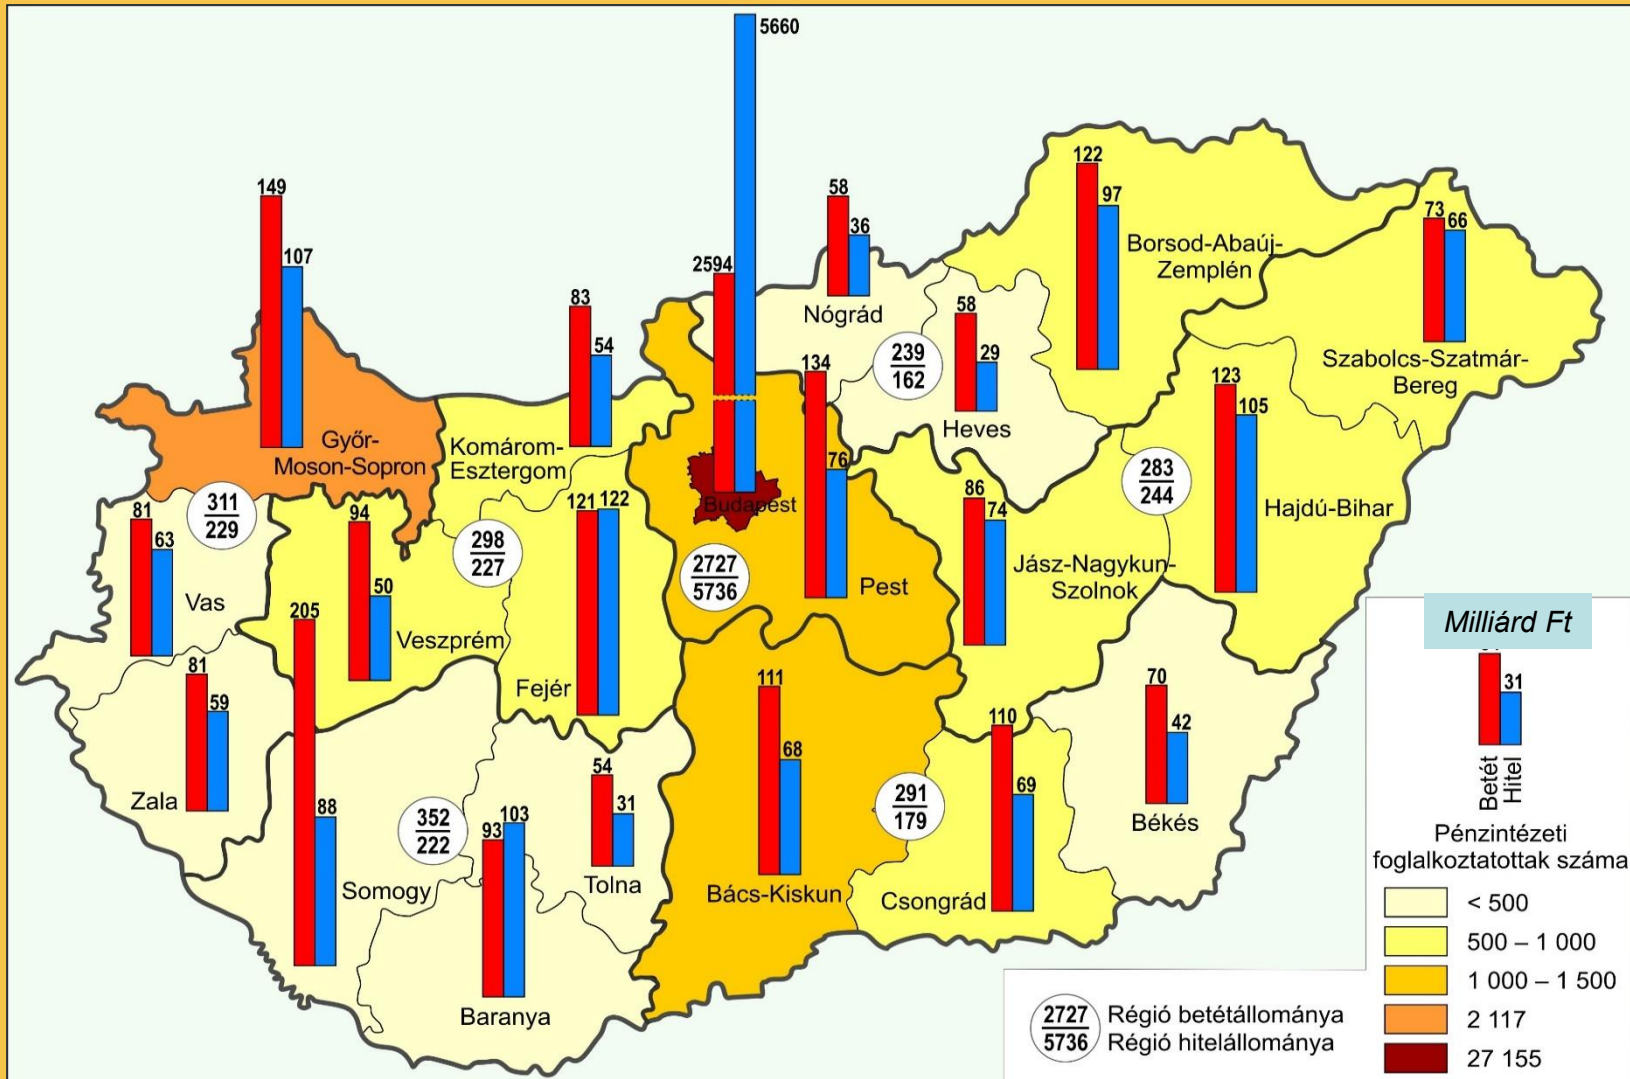 5660
2594
149
107
Győr-
Moson-Sopron
83
54
Komárom-
Esztergom
58
36
Nógrád
239
162
58
29
Heves
122
97
Borsod-Abaúj-
Zemplén
73
66
Szabolcs-Szatmár-
Bereg
123
105
Hajdú-Bihar
283
244
134
76
Pest
Budapest
2727
5736
86
74
Jász-Nagykun-
Szolnok
311
229
81
63
Vas
94
50
Veszprém
298
227
121
122
Fejér
81
59
Zala
205
88
Somogy
352
222
93
103
Baranya
54
31
Tolna
111
68
Bács-Kiskun
291
179
110
69
Csongrád
70
42
Békés
Milliárd Ft
31
Betét
Hitel
Pénzintézeti
foglalkoztatottak száma
< 500
500 – 1 000
1 000 – 1 500
2 117
27 155
2727
5736
Régió betétállománya
Régió hitelállománya